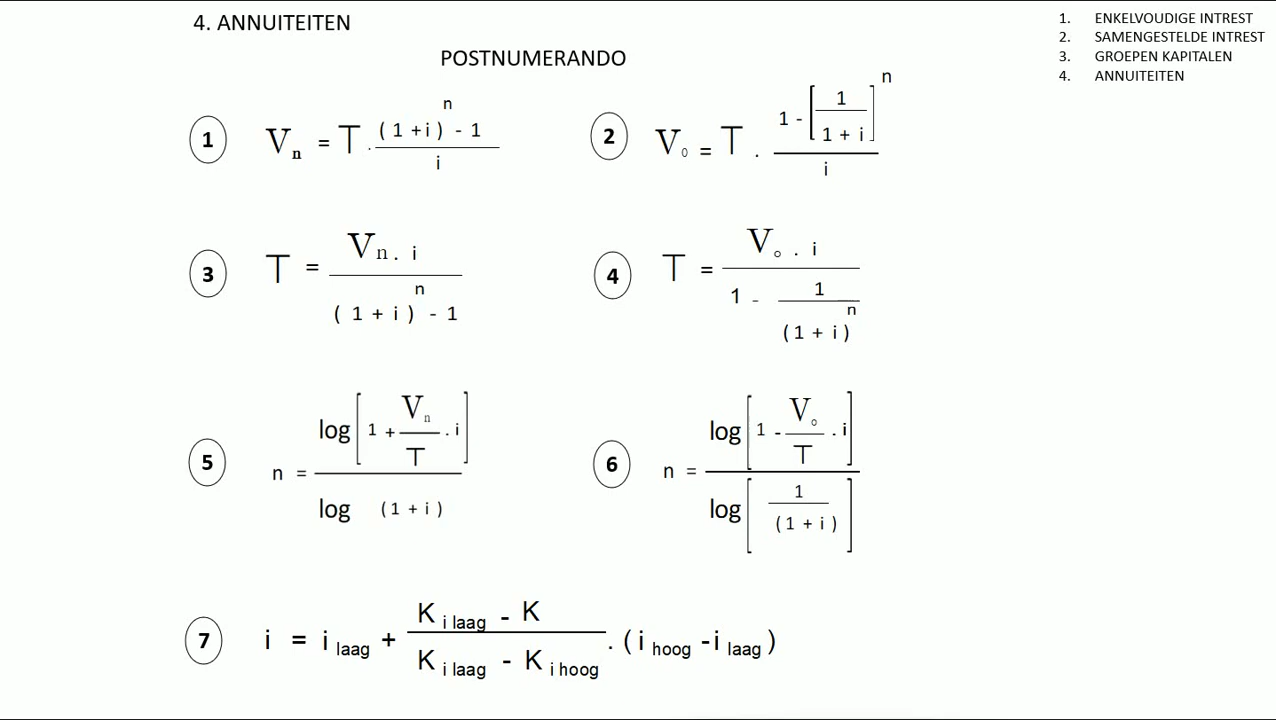 4. ANNUITEITEN
POSTNUMERANDO
1. ENKELVOUDIGE INTREST
2. SAMENGESTELDE INTREST
3. GROEPEN KAPITALEN
4. ANNUITEITEN
1 Vₙ = T . ((1 + i)ⁿ - 1) / i
2 V₀ = T . (1 - [1 / (1 + i)]ⁿ) / i
3 T = (Vₙ . i) / ((1 + i)ⁿ - 1)
4 T = (V₀ . i) / (1 - 1 / (1 + i)ⁿ)
5 n = log [1 + Vₙ / T . i] / log (1 + i)
6 n = log [1 - V₀ / T . i] / log [1 / (1 + i)]
7 i = i laag + (K i laag - K) / (K i laag - K i hoog) . (i hoog - i laag)